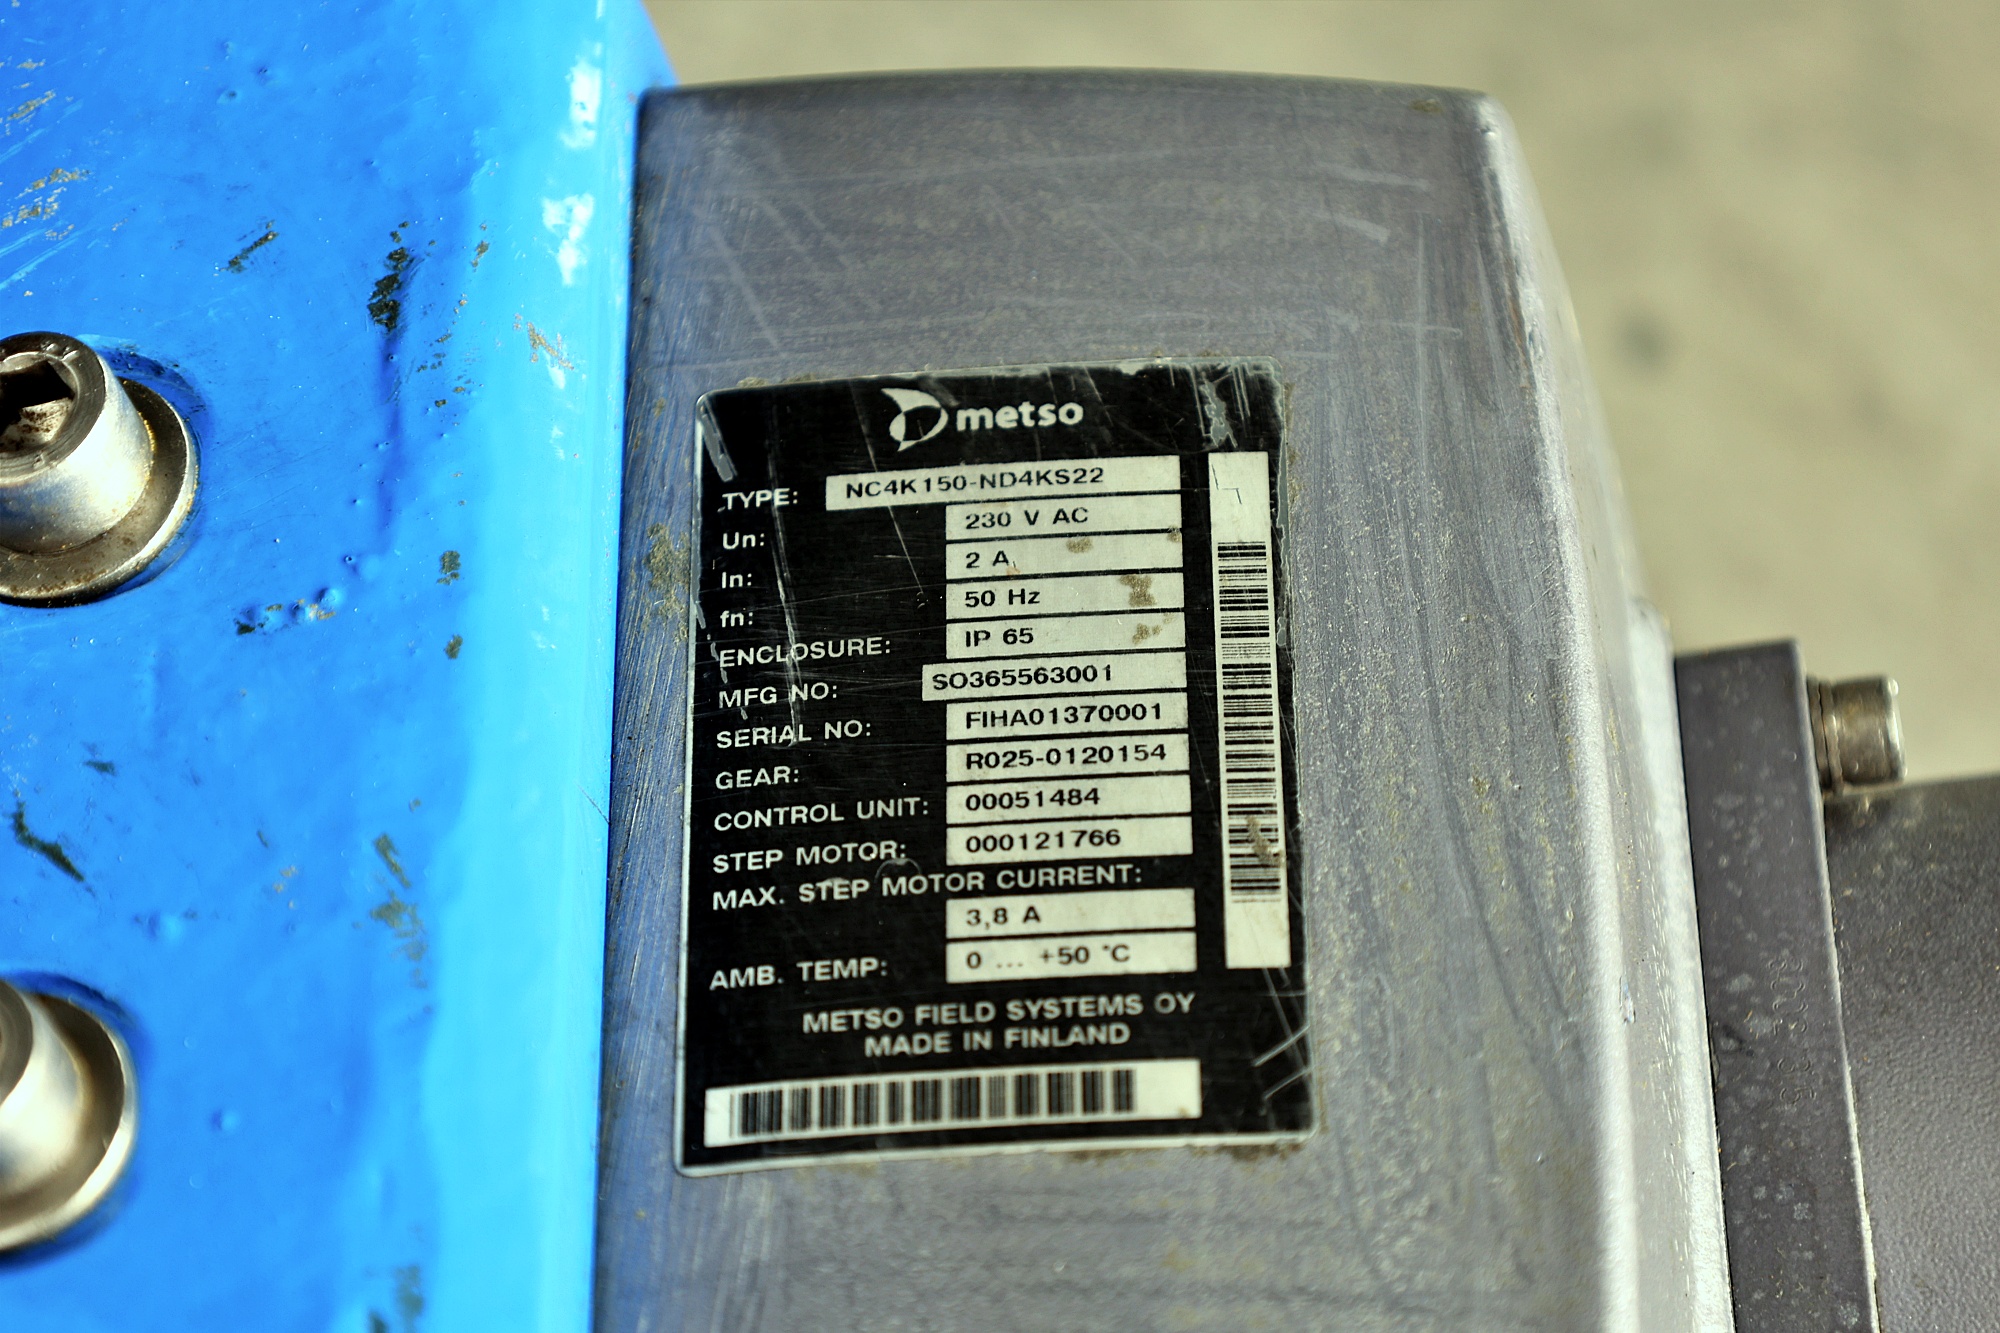 metso
TYPE: NC4K150-ND4KS22
Un: 230 V AC
In: 2 A
fn: 50 Hz
ENCLOSURE: IP 65
MFG NO: SO365563001
SERIAL NO: FIHA01370001
GEAR: R025-0120154
CONTROL UNIT: 00051484
STEP MOTOR: 000121766
MAX. STEP MOTOR CURRENT:
3,8 A
AMB. TEMP: 0 ... +50 °C
METSO FIELD SYSTEMS OY
MADE IN FINLAND